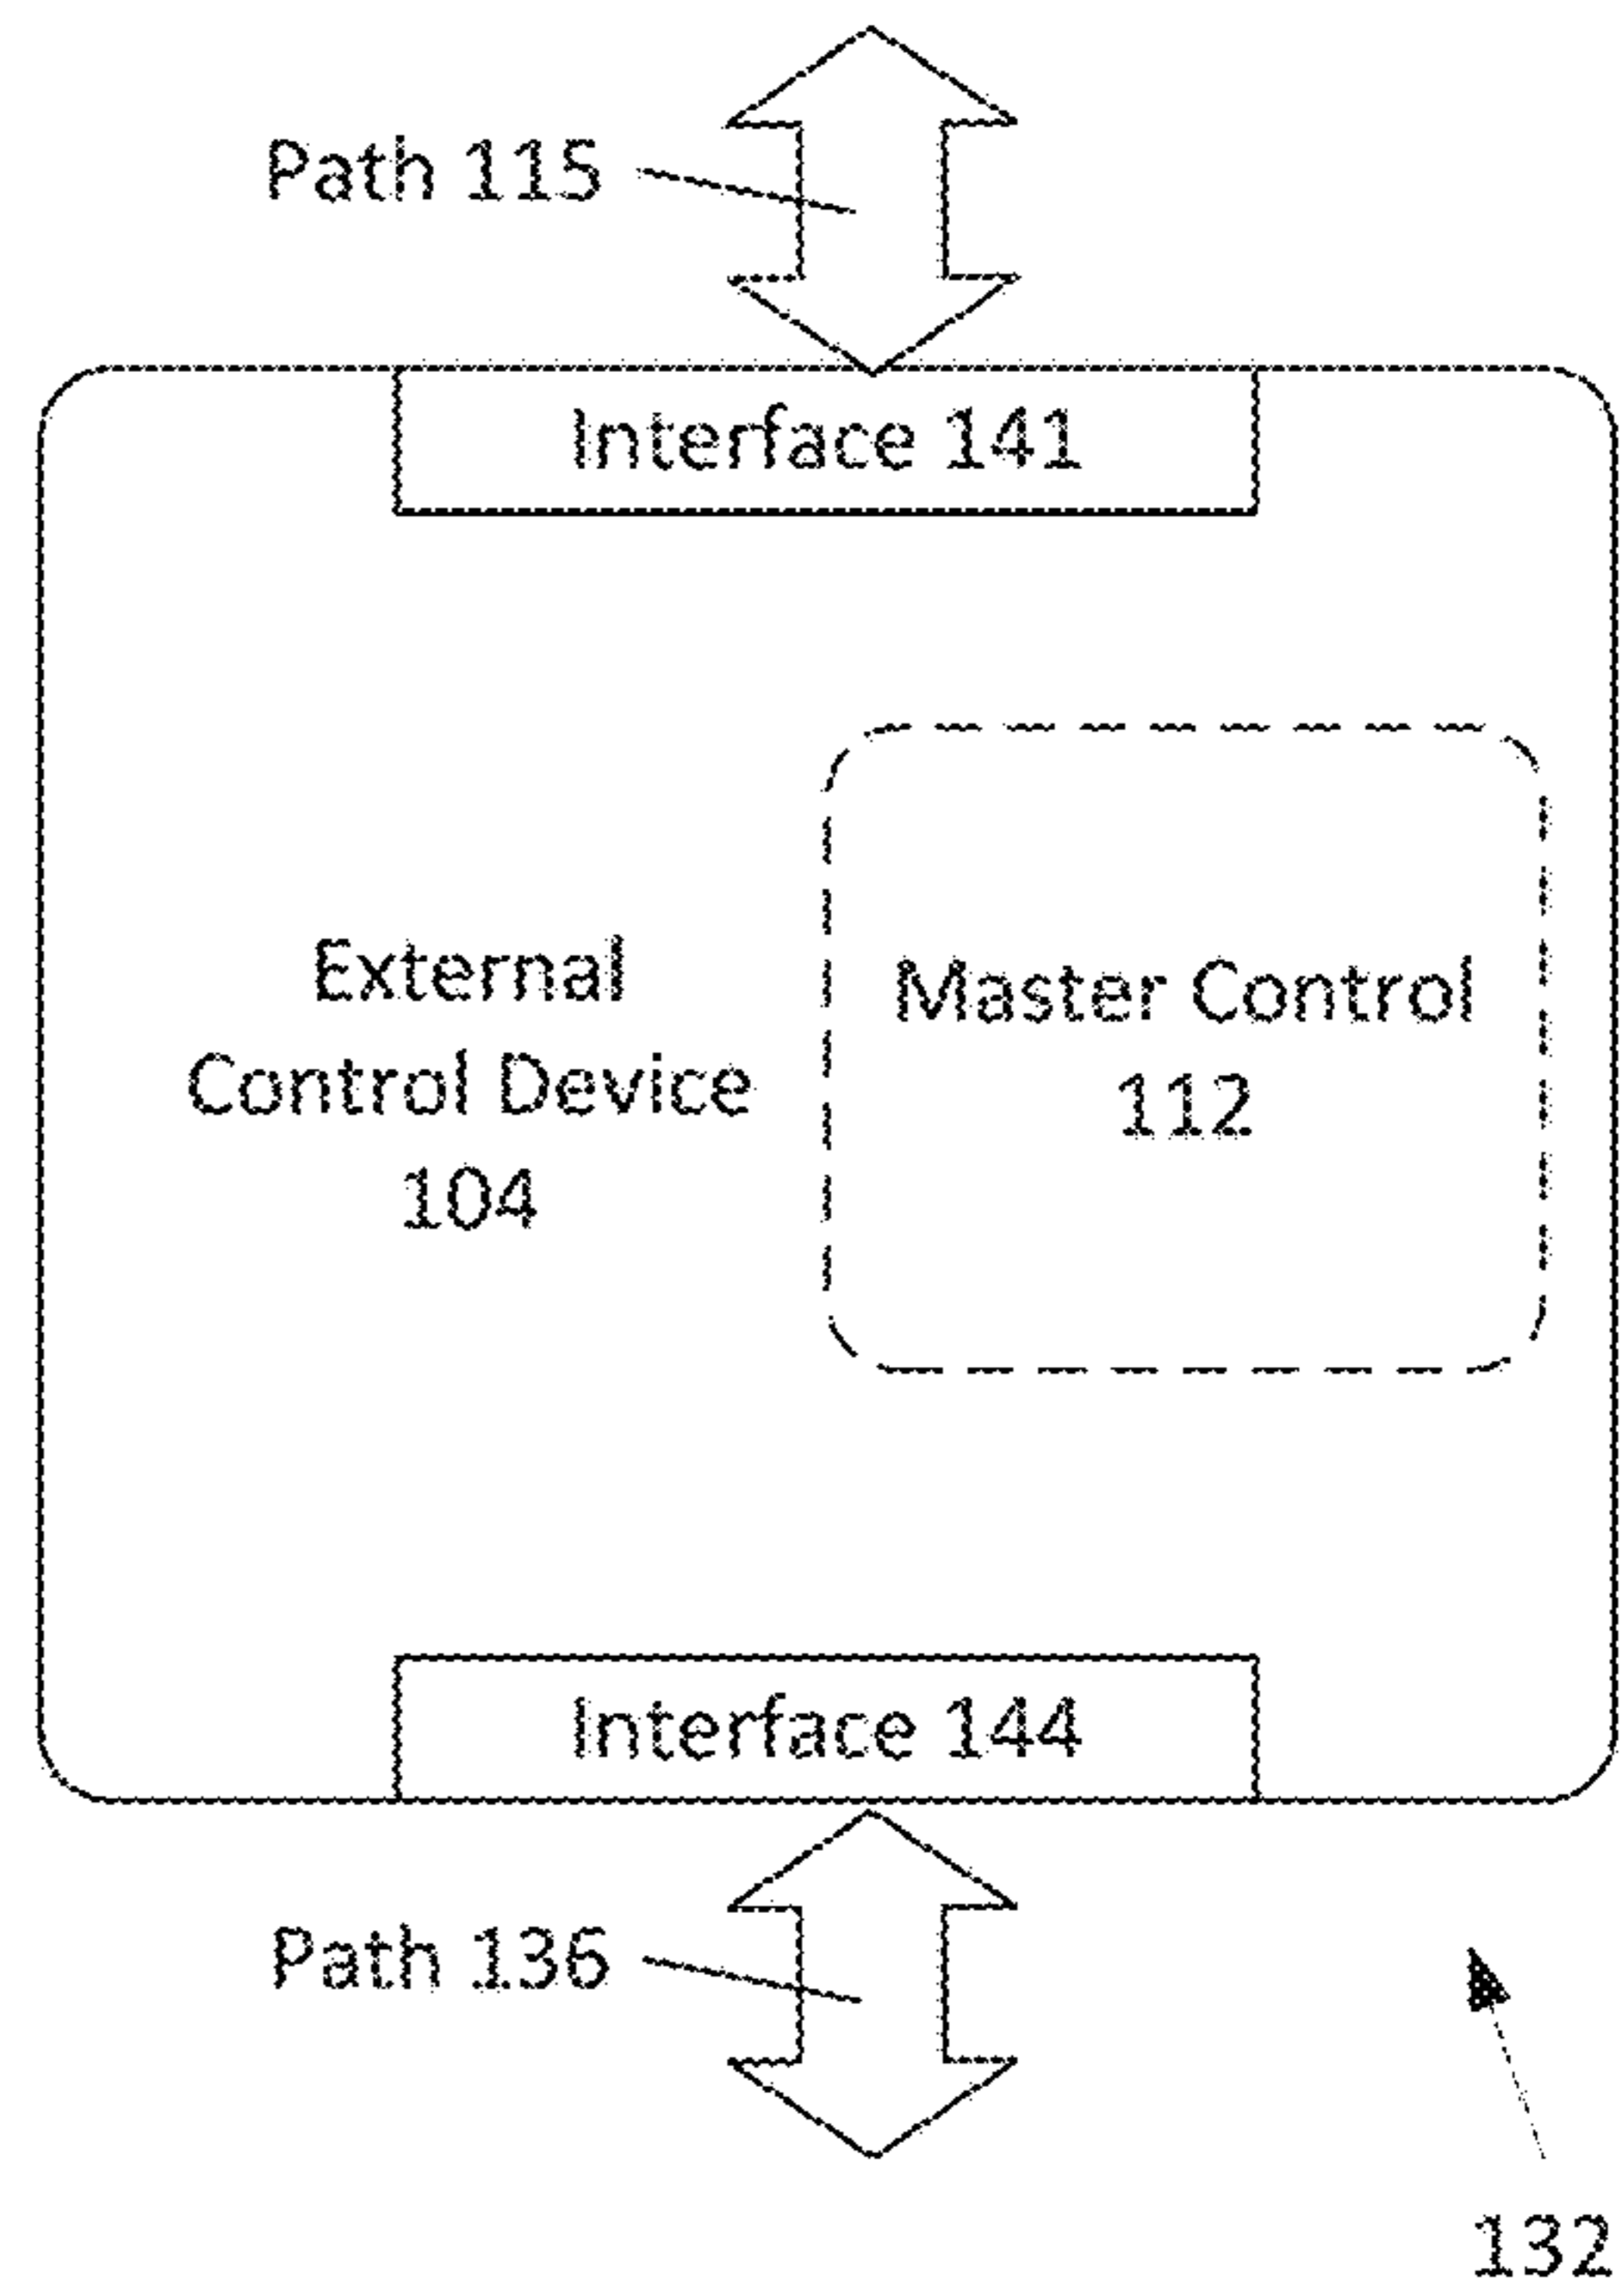 Path 115
Interface 141
External
Control Device
104
Master Control
112
Interface 144
Path 136
132